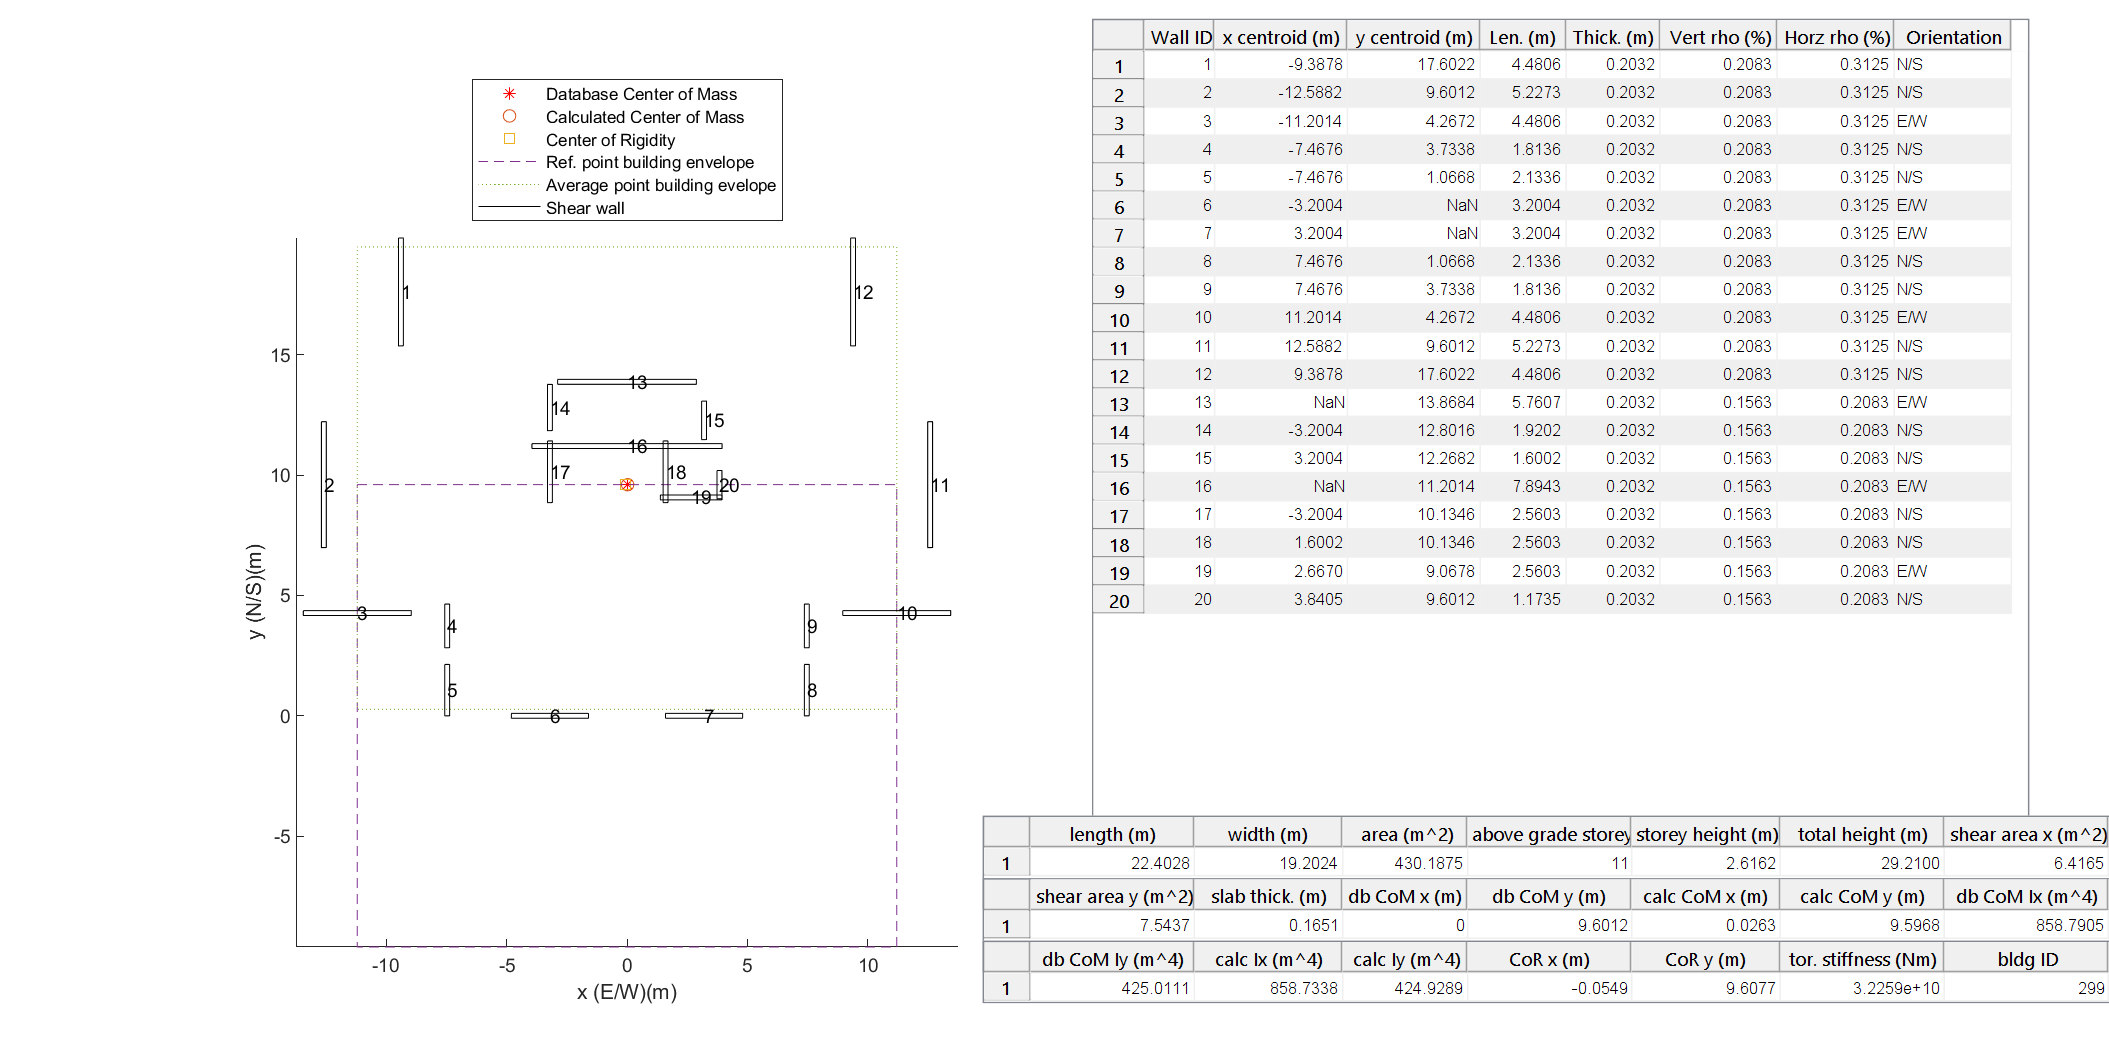 Database Center of Mass
Calculated Center of Mass
Center of Rigidity
Ref. point building envelope
Average point building evelope
Shear wall
y (N/S)(m)
15
10
5
0
-5
1
12
13
14
15
16
17
18
19
20
2
11
3
4
9
10
5
8
6
7
-10 -5 0 5 10
x (E/W)(m)
Wall ID x centroid (m) y centroid (m) Len. (m) Thick. (m) Vert rho (%) Horz rho (%) Orientation
1 1 -9.3878 17.6022 4.4806 0.2032 0.2083 0.3125 N/S
2 2 -12.5882 9.6012 5.2273 0.2032 0.2083 0.3125 N/S
3 3 -11.2014 4.2672 4.4806 0.2032 0.2083 0.3125 E/W
4 4 -7.4676 3.7338 1.8136 0.2032 0.2083 0.3125 N/S
5 5 -7.4676 1.0668 2.1336 0.2032 0.2083 0.3125 N/S
6 6 -3.2004 NaN 3.2004 0.2032 0.2083 0.3125 E/W
7 7 3.2004 NaN 3.2004 0.2032 0.2083 0.3125 E/W
8 8 7.4676 1.0668 2.1336 0.2032 0.2083 0.3125 N/S
9 9 7.4676 3.7338 1.8136 0.2032 0.2083 0.3125 N/S
10 10 11.2014 4.2672 4.4806 0.2032 0.2083 0.3125 E/W
11 11 12.5882 9.6012 5.2273 0.2032 0.2083 0.3125 N/S
12 12 9.3878 17.6022 4.4806 0.2032 0.2083 0.3125 N/S
13 13 NaN 13.8684 5.7607 0.2032 0.1563 0.2083 E/W
14 14 -3.2004 12.8016 1.9202 0.2032 0.1563 0.2083 N/S
15 15 3.2004 12.2682 1.6002 0.2032 0.1563 0.2083 N/S
16 16 NaN 11.2014 7.8943 0.2032 0.1563 0.2083 E/W
17 17 -3.2004 10.1346 2.5603 0.2032 0.1563 0.2083 N/S
18 18 1.6002 10.1346 2.5603 0.2032 0.1563 0.2083 N/S
19 19 2.6670 9.0678 2.5603 0.2032 0.1563 0.2083 E/W
20 20 3.8405 9.6012 1.1735 0.2032 0.1563 0.2083 N/S
length (m) width (m) area (m^2) above grade storey storey height (m) total height (m) shear area x (m^2)
1 22.4028 19.2024 430.1875 11 2.6162 29.2100 6.4165
shear area y (m^2) slab thick. (m) db CoM x (m) db CoM y (m) calc CoM x (m) calc CoM y (m) db CoM Ix (m^4)
1 7.5437 0.1651 0 9.6012 0.0263 9.5968 858.7905
db CoM Iy (m^4) calc Ix (m^4) calc Iy (m^4) CoR x (m) CoR y (m) tor. stiffness (Nm) bldg ID
1 425.0111 858.7338 424.9289 -0.0549 9.6077 3.2259e+10 299